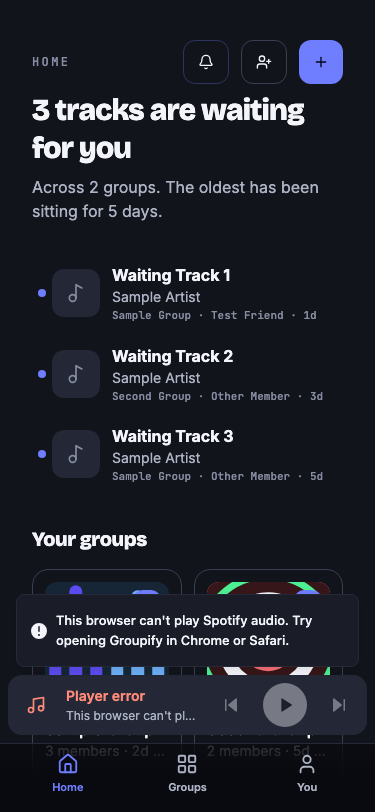 HOME
3 tracks are waiting
for you
Across 2 groups. The oldest has been
sitting for 5 days.
Waiting Track 1
Sample Artist
Sample Group · Test Friend · 1d
Waiting Track 2
Sample Artist
Second Group · Other Member · 3d
Waiting Track 3
Sample Artist
Second Group · Other Member · 5d
Your groups
This browser can't play Spotify audio. Try
opening Groupify in Chrome or Safari.
Player error
This browser can't pl...
3 members · 2d ...
2 members · 5d ...
Home
Groups
You